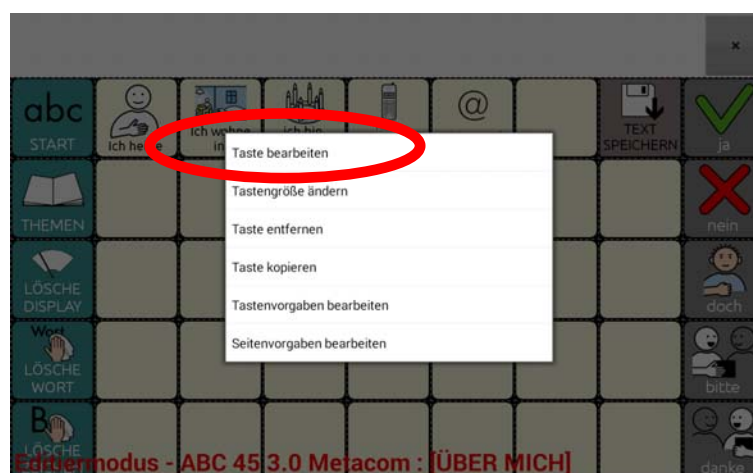 ×
abc
START
Ich heiße
Ich wohne
in
ich bin
@
TEXT
SPEICHERN
ja
Taste bearbeiten
Tastengröße ändern
THEMEN
nein
Taste entfernen
Taste kopieren
LÖSCHE
DISPLAY
doch
Tastenvorgaben bearbeiten
Seitenvorgaben bearbeiten
Wort
LÖSCHE
WORT
bitte
B
LÖSCHE
danke
Editiermodus - ABC 45 3.0 Metacom : [ÜBER MICH]